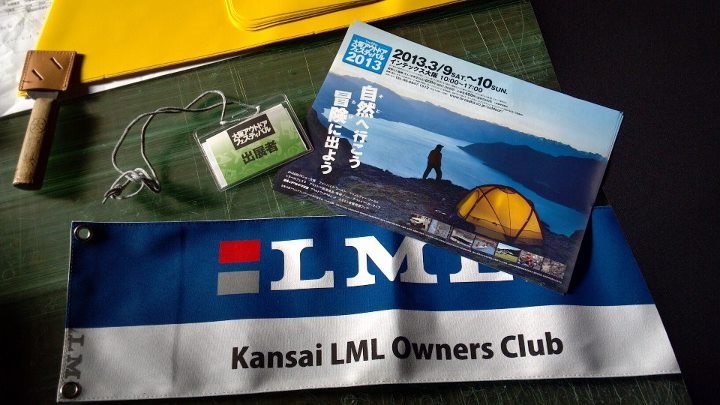 大阪アウトドア
フェスティバル
2013
2013.3/9SAT.～10SUN.
インテックス大阪 10:00～17:00
自然へ行こう
冒険に出よう
大阪アウトドア
フェスティバル
出展者
LML
Kansai LML Owners Club
LML